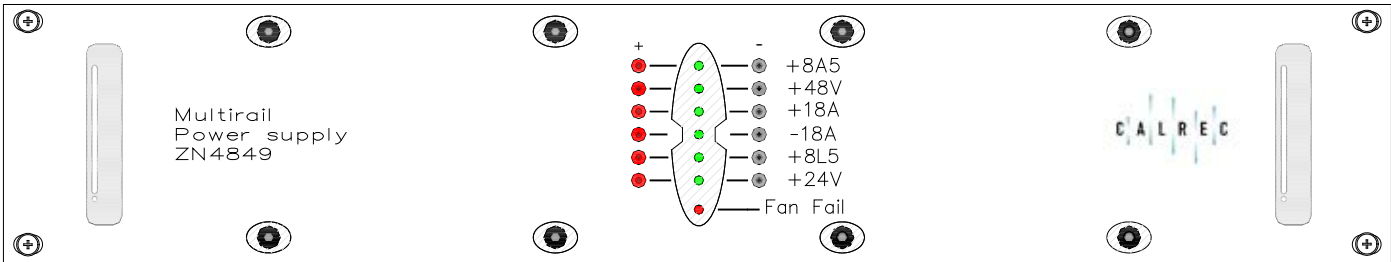 + -
+8A5
+48V
+18A
-18A
+8L5
+24V
Fan Fail
Multirail
Power supply
ZN4849
CALREC